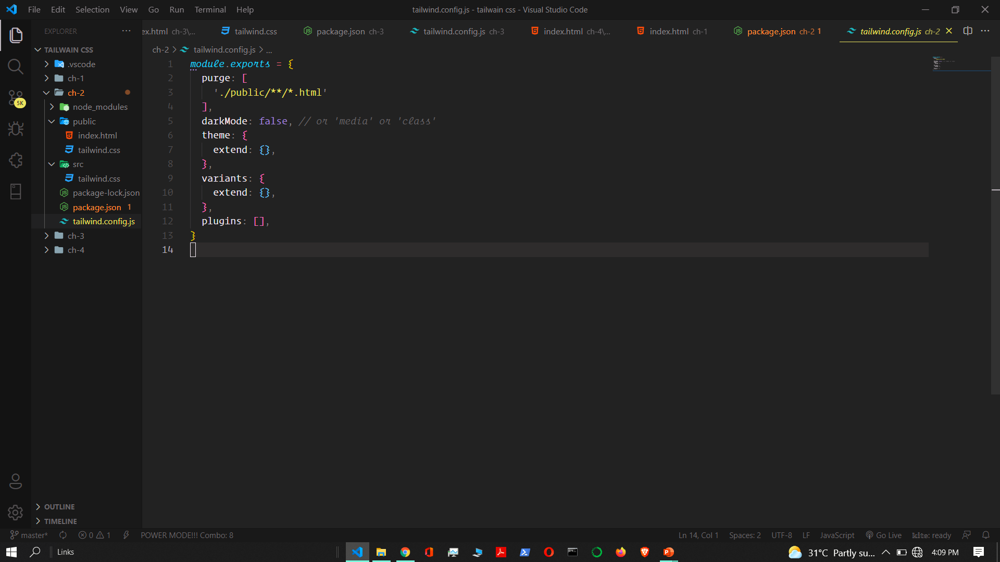 File Edit Selection View Go Run Terminal Help
tailwind.config.js - tailwain css - Visual Studio Code
EXPLORER
ex.html ch-3\...
tailwind.css
package.json ch-3
tailwind.config.js ch-3
index.html ch-4\...
index.html ch-1
package.json ch-2 1
tailwind.config.js ch-2
TAILWAIN CSS
.vscode
ch-1
ch-2
node_modules
public
index.html
tailwind.css
src
tailwind.css
package-lock.json
package.json 1
tailwind.config.js
ch-3
ch-4
OUTLINE
TIMELINE
5K
ch-2 > tailwind.config.js > ...
1 module.exports = {
2 purge: [
3 './public/**/*.html'
4 ],
5 darkMode: false, // or 'media' or 'class'
6 theme: {
7 extend: {},
8 },
9 variants: {
10 extend: {},
11 },
12 plugins: [],
13 }
14
master* 0 1 POWER MODE!!! Combo: 8
Ln 14, Col 1 Spaces: 2 UTF-8 LF JavaScript Go Live kite: ready
Links
31°C Partly su... 4:09 PM